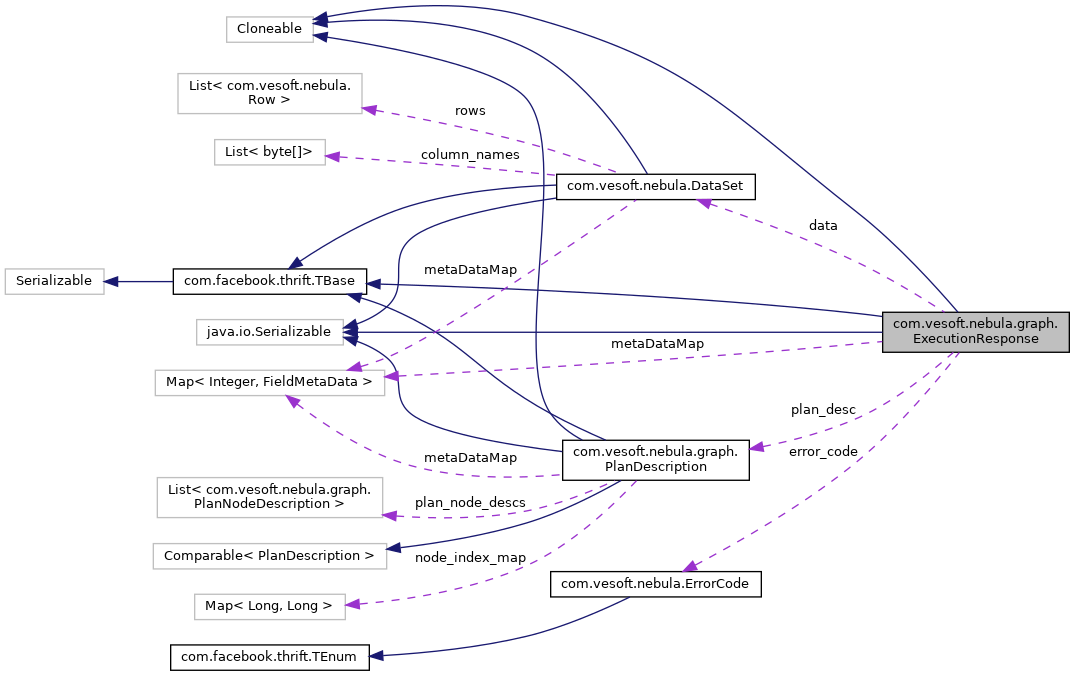 Cloneable
List< com.vesoft.nebula.
Row >
rows
List< byte[]>
column_names
com.vesoft.nebula.DataSet
data
metaDataMap
Serializable
com.facebook.thrift.TBase
java.io.Serializable
com.vesoft.nebula.graph.
ExecutionResponse
metaDataMap
Map< Integer, FieldMetaData >
plan_desc
error_code
com.vesoft.nebula.graph.
PlanDescription
metaDataMap
List< com.vesoft.nebula.graph.
PlanNodeDescription >
plan_node_descs
Comparable< PlanDescription >
node_index_map
com.vesoft.nebula.ErrorCode
Map< Long, Long >
com.facebook.thrift.TEnum